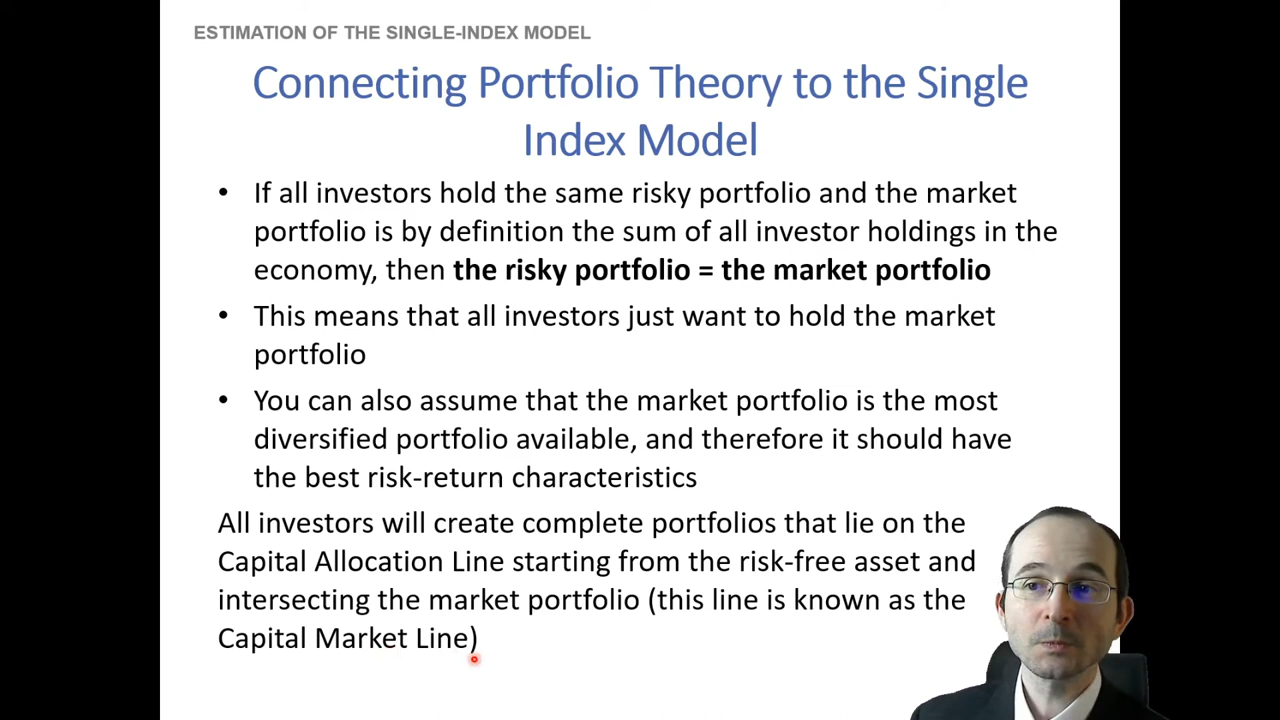 ESTIMATION OF THE SINGLE-INDEX MODEL
Connecting Portfolio Theory to the Single
Index Model
• If all investors hold the same risky portfolio and the market
portfolio is by definition the sum of all investor holdings in the
economy, then the risky portfolio = the market portfolio
• This means that all investors just want to hold the market
portfolio
• You can also assume that the market portfolio is the most
diversified portfolio available, and therefore it should have
the best risk-return characteristics
All investors will create complete portfolios that lie on the
Capital Allocation Line starting from the risk-free asset and
intersecting the market portfolio (this line is known as the
Capital Market Line)